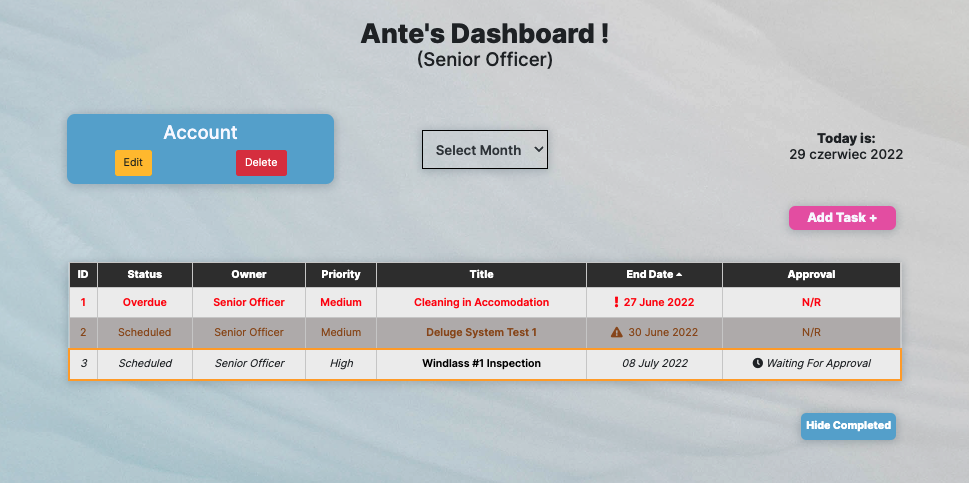 Ante's Dashboard !
(Senior Officer)
Account
Edit Delete
Select Month
Today is:
29 czerwiec 2022
Add Task +
ID Status Owner Priority Title End Date Approval
1 Overdue Senior Officer Medium Cleaning in Accomodation 27 June 2022 N/R
2 Scheduled Senior Officer Medium Deluge System Test 1 30 June 2022 N/R
3 Scheduled Senior Officer High Windlass #1 Inspection 08 July 2022 Waiting For Approval
Hide Completed